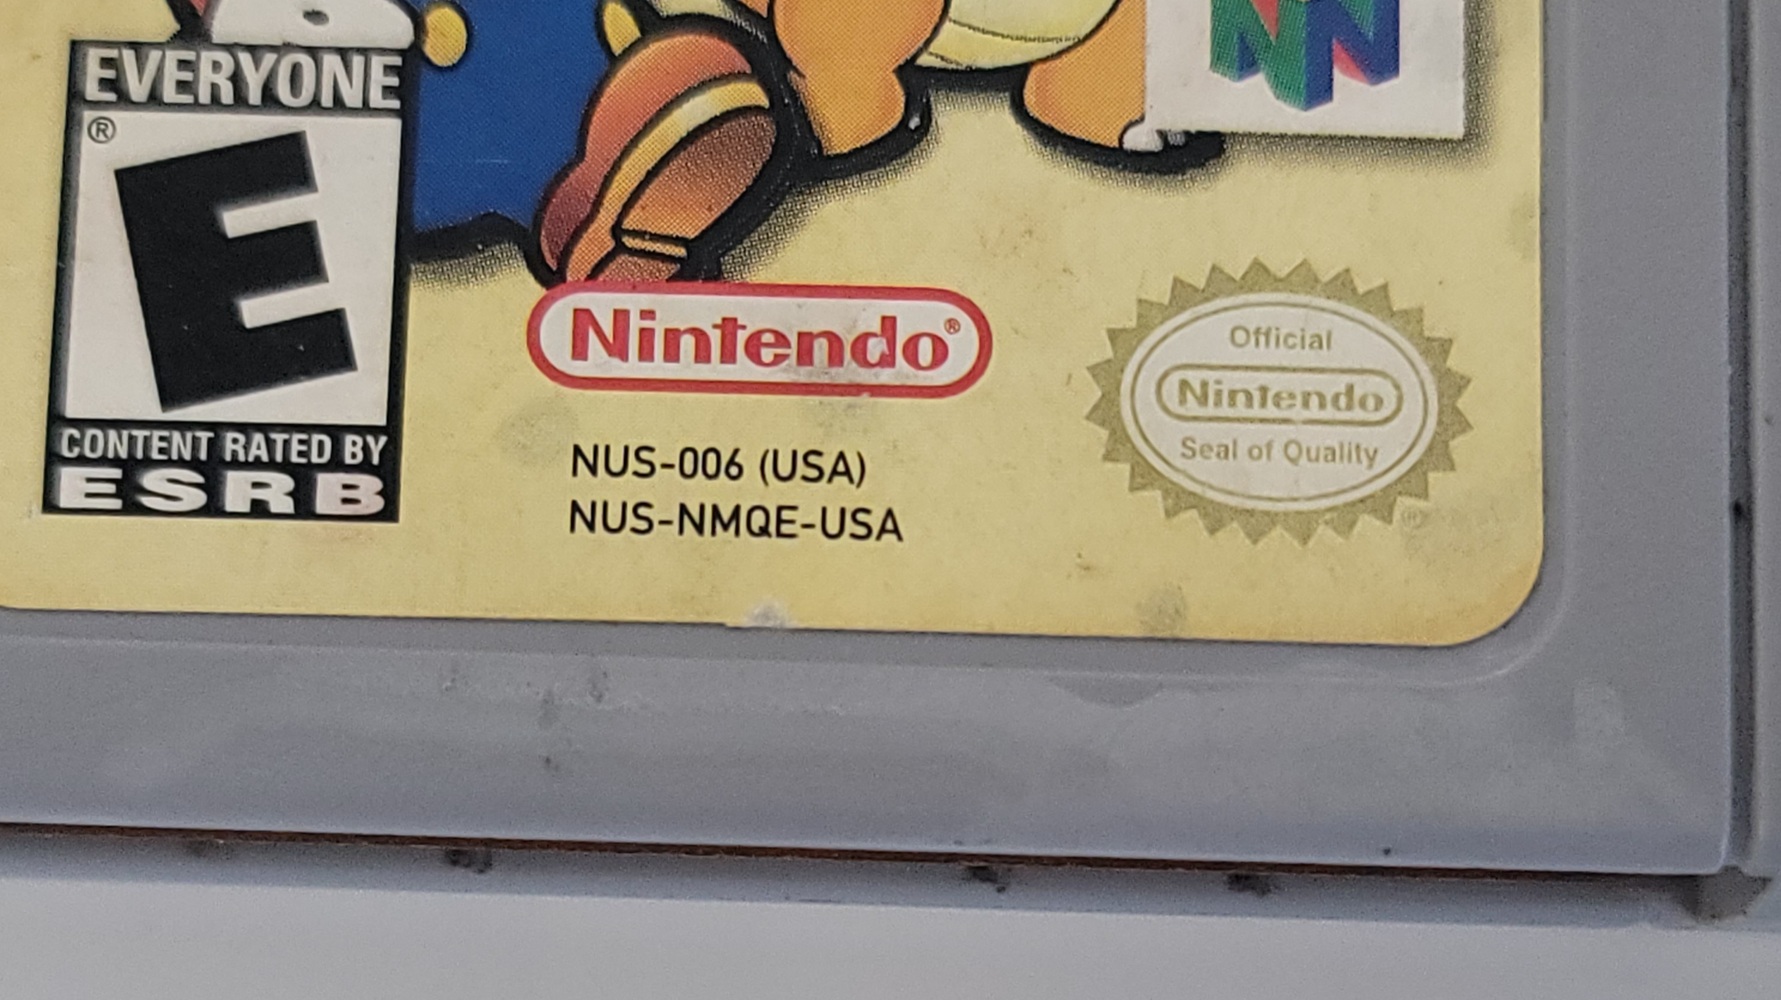 EVERYONE
®
E
CONTENT RATED BY
ESRB
Nintendo®
NUS-006 (USA)
NUS-NMQE-USA
Official
Nintendo
Seal of Quality
®